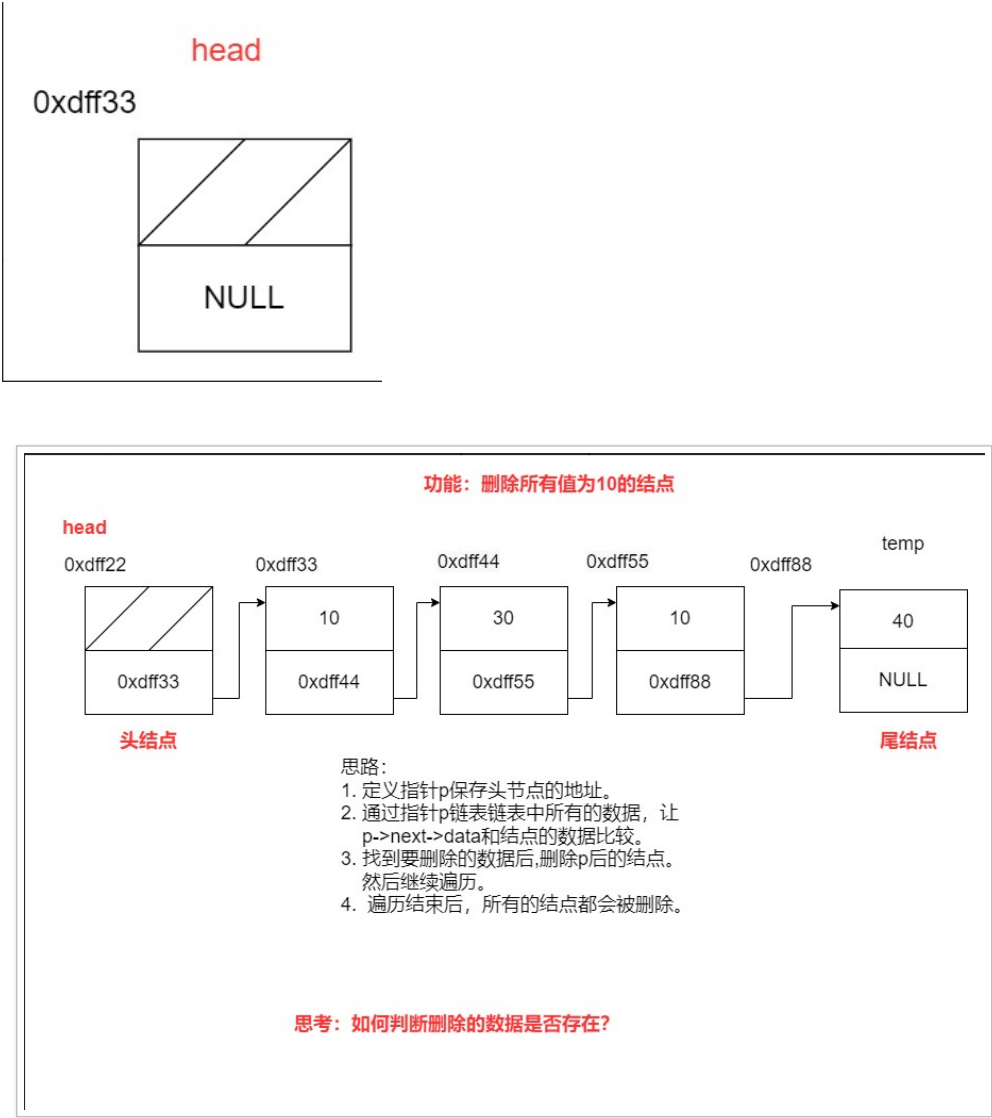 head
0xdff33
NULL
功能：删除所有值为10的结点
head
temp
0xdff22
0xdff33
0xdff44
0xdff55
0xdff88
10
30
10
40
0xdff33
0xdff44
0xdff55
0xdff88
NULL
头结点
尾结点
思路：
1. 定义指针p保存头节点的地址。
2. 通过指针p链表链表中所有的数据，让
p->next->data和结点的数据比较。
3. 找到要删除的数据后,删除p后的结点。
然后继续遍历。
4. 遍历结束后，所有的结点都会被删除。
思考：如何判断删除的数据是否存在？